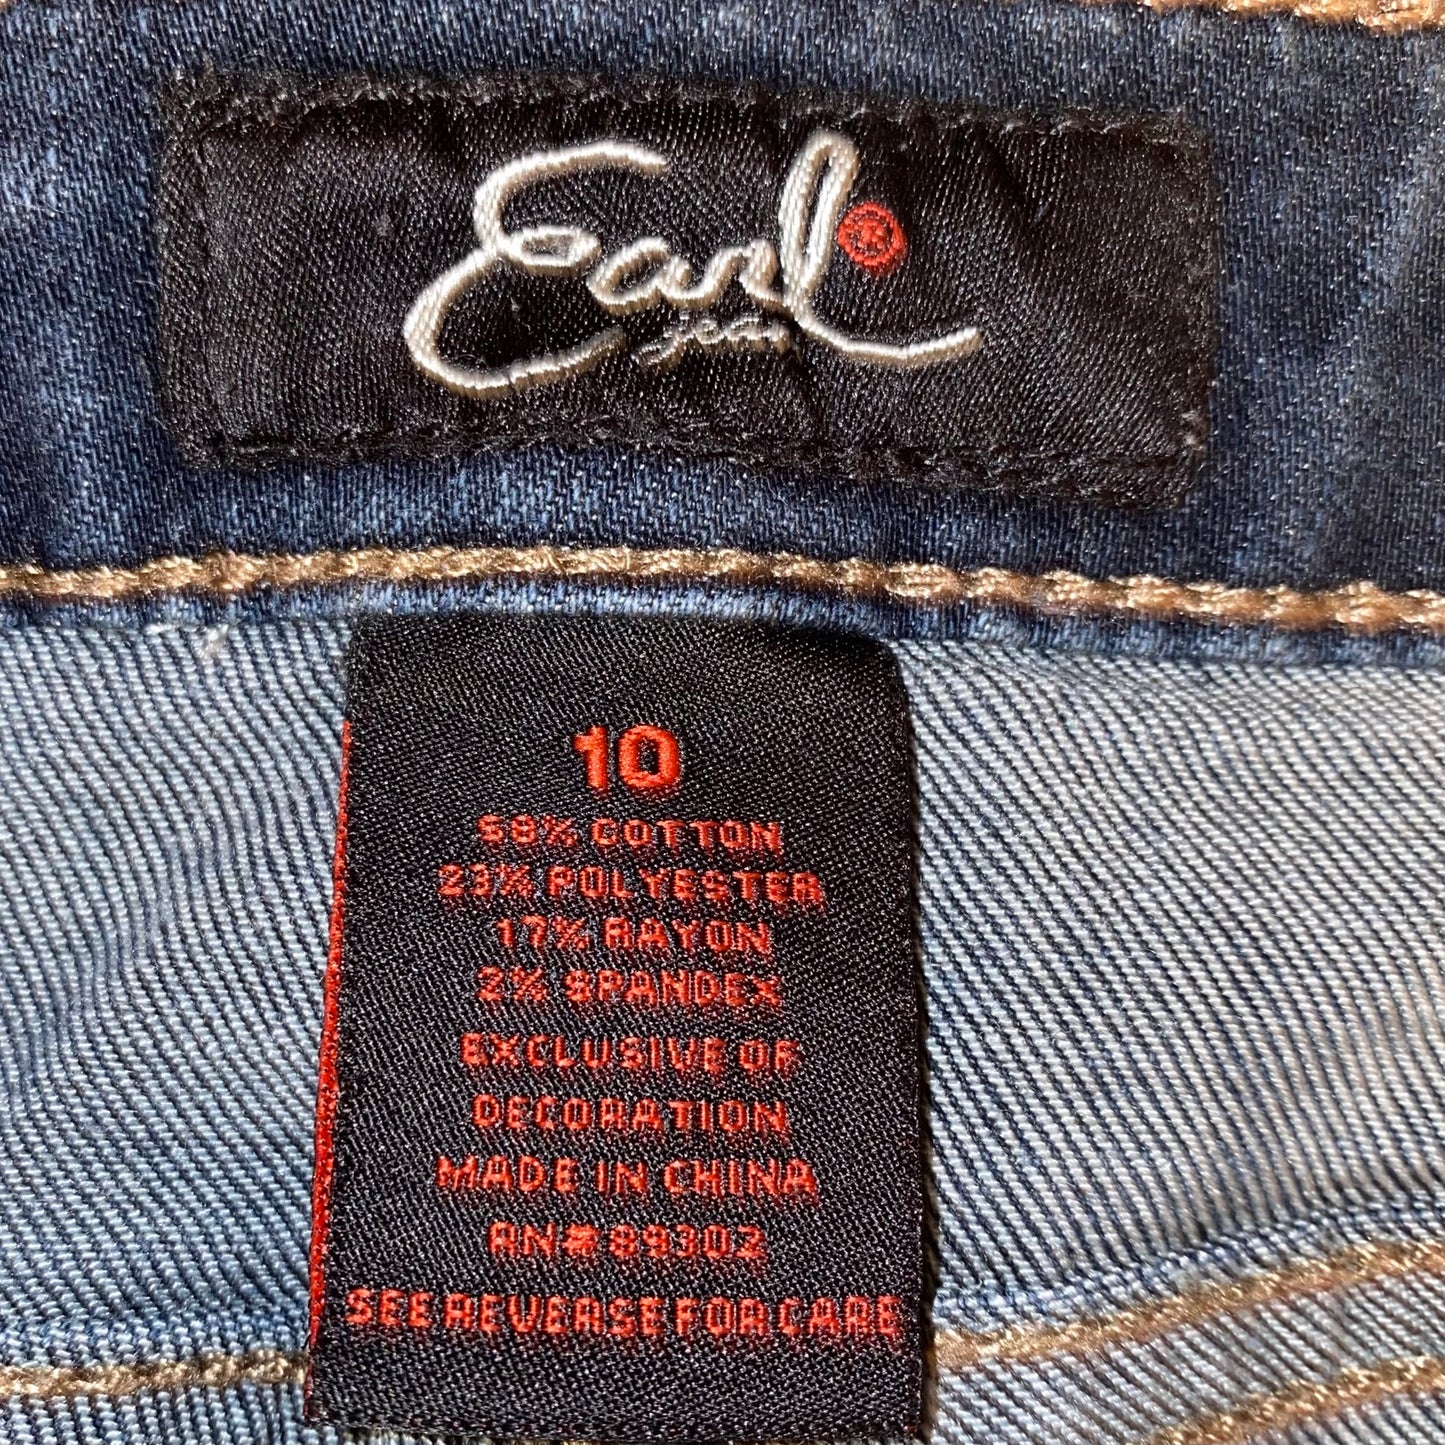 Earl®
jean
10
58% COTTON
23% POLYESTER
17% RAYON
2% SPANDEX
EXCLUSIVE OF
DECORATION
MADE IN CHINA
RN#89302
SEE REVERSE FOR CARE